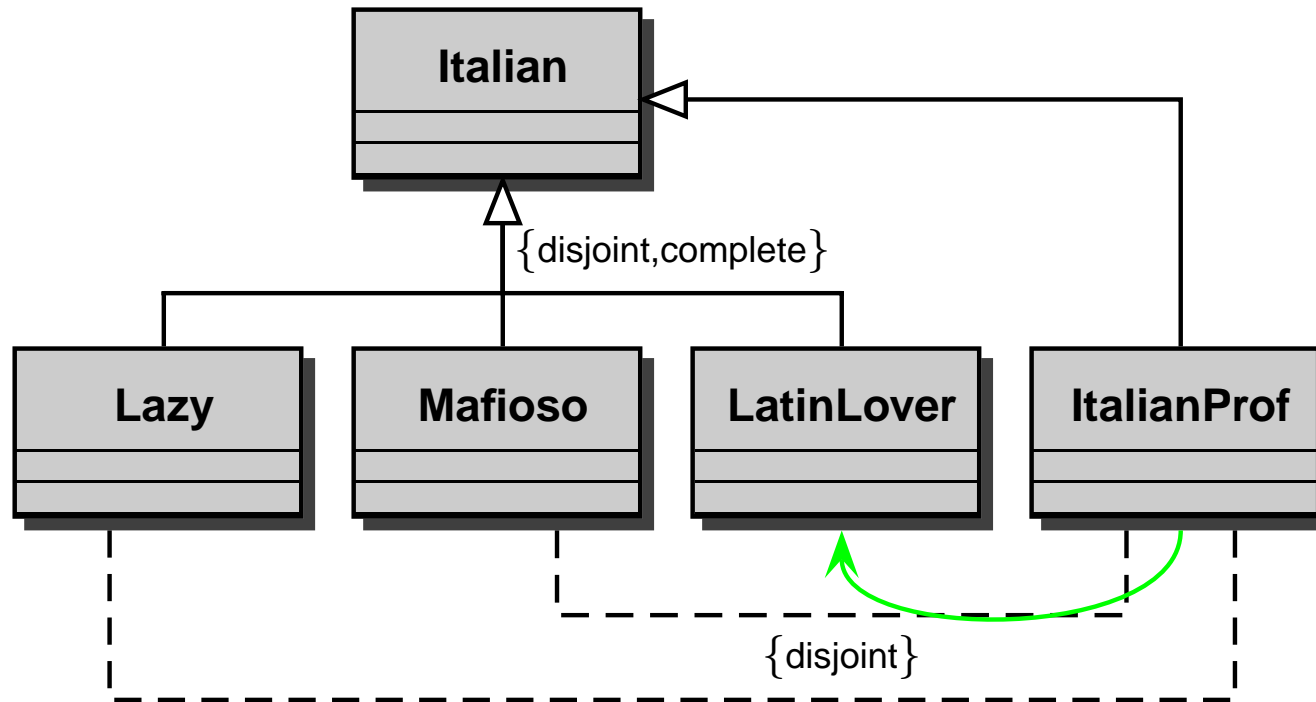 Italian
{disjoint,complete}
Lazy
Mafioso
LatinLover
ItalianProf
{disjoint}